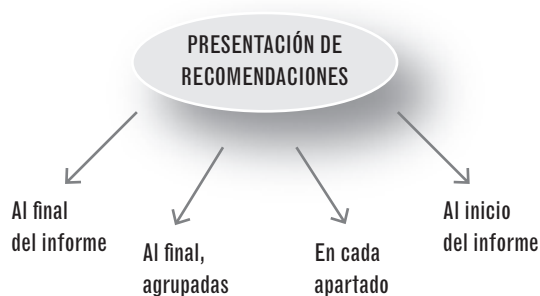 PRESENTACIÓN DE
RECOMENDACIONES
Al final
del informe
Al final,
agrupadas
En cada
apartado
Al inicio
del informe